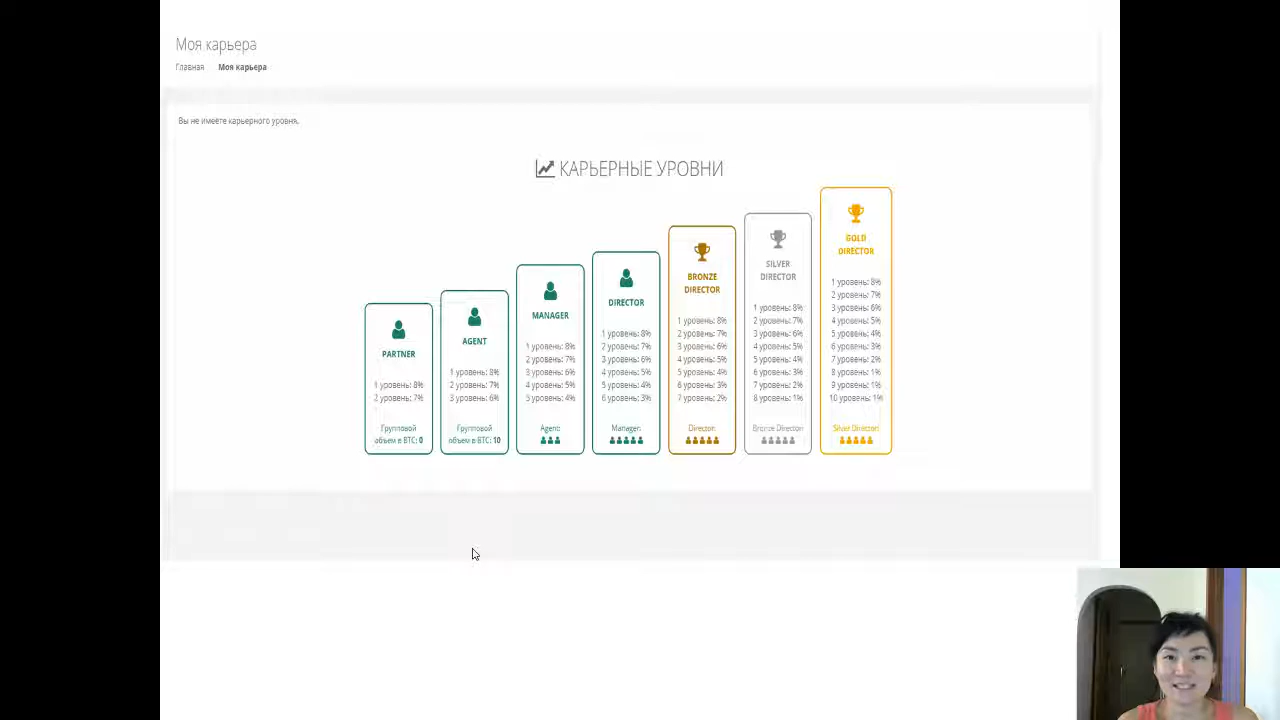 Моя карьера
Главная Моя карьера
Вы не имеете карьерного уровня.
КАРЬЕРНЫЕ УРОВНИ
PARTNER
1 уровень: 8%
2 уровень: 7%
Групповой
объем в BTC: 0
AGENT
1 уровень: 8%
2 уровень: 7%
3 уровень: 6%
Групповой
объем в BTC: 10
MANAGER
1 уровень: 8%
2 уровень: 7%
3 уровень: 6%
4 уровень: 5%
5 уровень: 4%
Agent
DIRECTOR
1 уровень: 8%
2 уровень: 7%
3 уровень: 6%
4 уровень: 5%
5 уровень: 4%
6 уровень: 3%
Manager
BRONZE
DIRECTOR
1 уровень: 8%
2 уровень: 7%
3 уровень: 6%
4 уровень: 5%
5 уровень: 4%
6 уровень: 3%
7 уровень: 2%
Director
SILVER
DIRECTOR
1 уровень: 8%
2 уровень: 7%
3 уровень: 6%
4 уровень: 5%
5 уровень: 4%
6 уровень: 3%
7 уровень: 2%
8 уровень: 1%
Bronze Director
GOLD
DIRECTOR
1 уровень: 8%
2 уровень: 7%
3 уровень: 6%
4 уровень: 5%
5 уровень: 4%
6 уровень: 3%
7 уровень: 2%
8 уровень: 1%
9 уровень: 1%
10 уровень: 1%
Silver Director